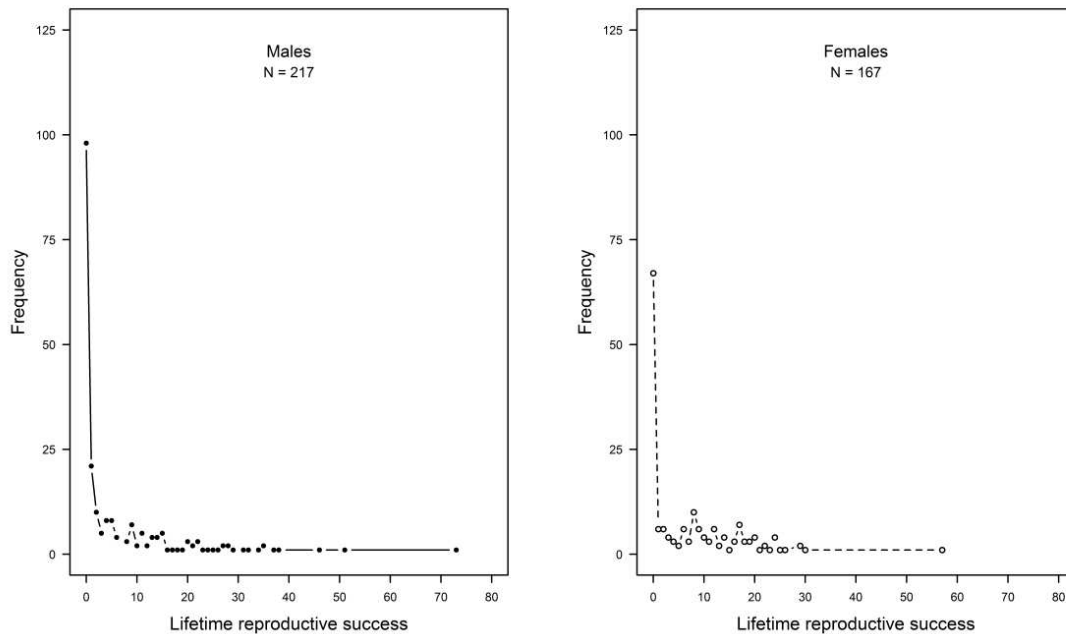 Males
N = 217
Frequency
125
100
75
50
25
0
0 10 20 30 40 50 60 70 80
Lifetime reproductive success
Females
N = 167
Frequency
125
100
75
50
25
0
0 10 20 30 40 50 60 70 80
Lifetime reproductive success